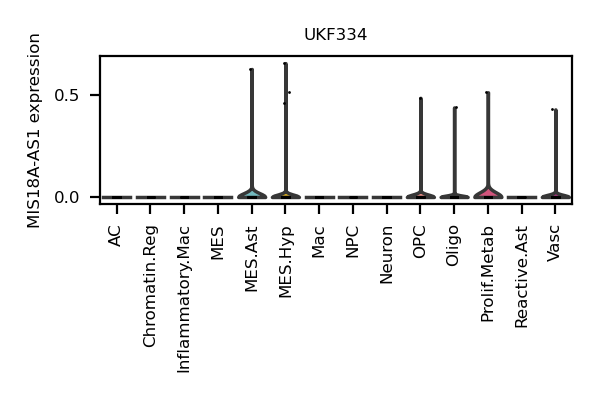 UKF334
MIS18A-AS1 expression
0.5
0.0
AC
Chromatin.Reg
Inflammatory.Mac
MES
MES.Ast
MES.Hyp
Mac
NPC
Neuron
OPC
Oligo
Prolif.Metab
Reactive.Ast
Vasc